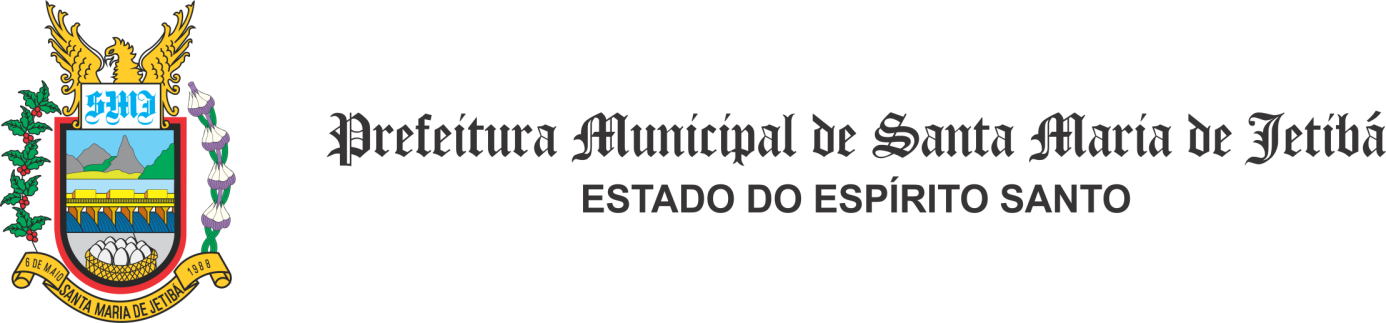 SMJ
Prefeitura Municipal de Santa Maria de Jetibá
ESTADO DO ESPÍRITO SANTO
6 DE MAIO
1988
SANTA MARIA DE JETIBÁ